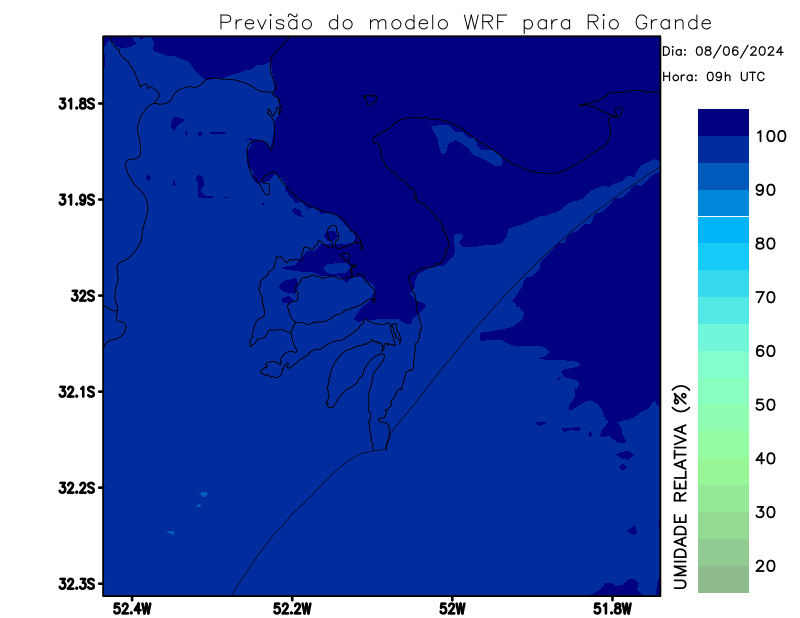 Previsão do modelo WRF para Rio Grande
Dia: 08/06/2024
Hora: 09h UTC
31.8S
31.9S
32S
32.1S
32.2S
32.3S
52.4W
52.2W
52W
51.8W
100
90
80
70
60
50
40
30
20
UMIDADE RELATIVA (%)